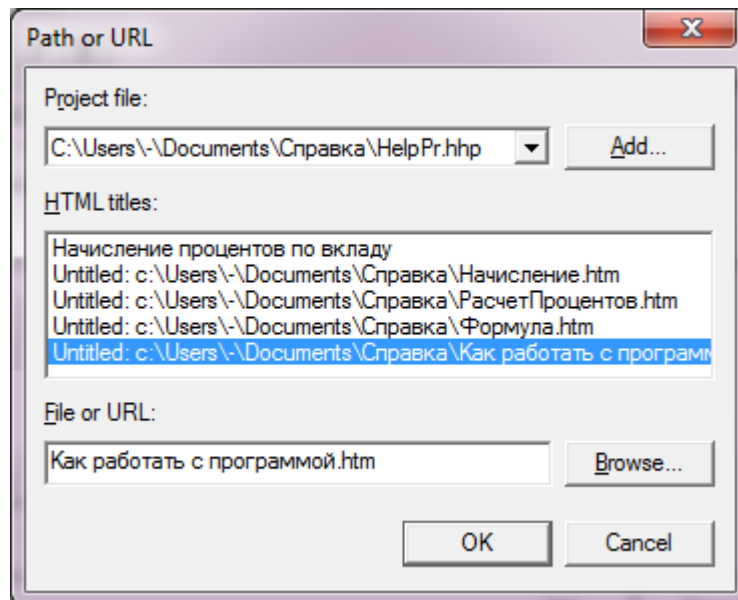 Path or URL
Project file:
C:\Users\-\Documents\Справка\HelpPr.hhp
Add...
HTML titles:
Начисление процентов по вкладу
Untitled: c:\Users\-\Documents\Справка\Начисление.htm
Untitled: c:\Users\-\Documents\Справка\РасчетПроцентов.htm
Untitled: c:\Users\-\Documents\Справка\Формула.htm
Untitled: c:\Users\-\Documents\Справка\Как работать с программ
File or URL:
Как работать с программой.htm
Browse...
OK
Cancel